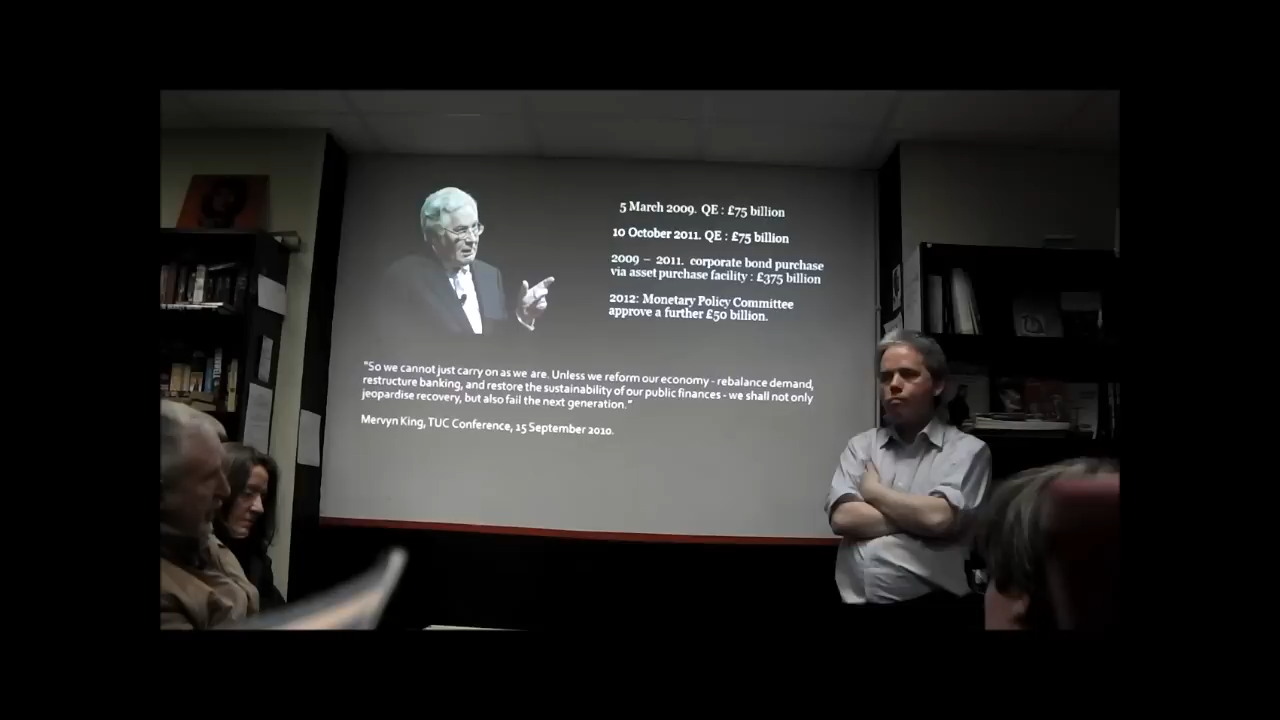 5 March 2009. QE : £75 billion
10 October 2011. QE : £75 billion
2009 – 2011. corporate bond purchase
via asset purchase facility : £375 billion
2012: Monetary Policy Committee
approve a further £50 billion.
"So we cannot just carry on as we are. Unless we reform our economy - rebalance demand,
restructure banking, and restore the sustainability of our public finances - we shall not only
jeopardise recovery, but also fail the next generation."
Mervyn King, TUC Conference, 15 September 2010.